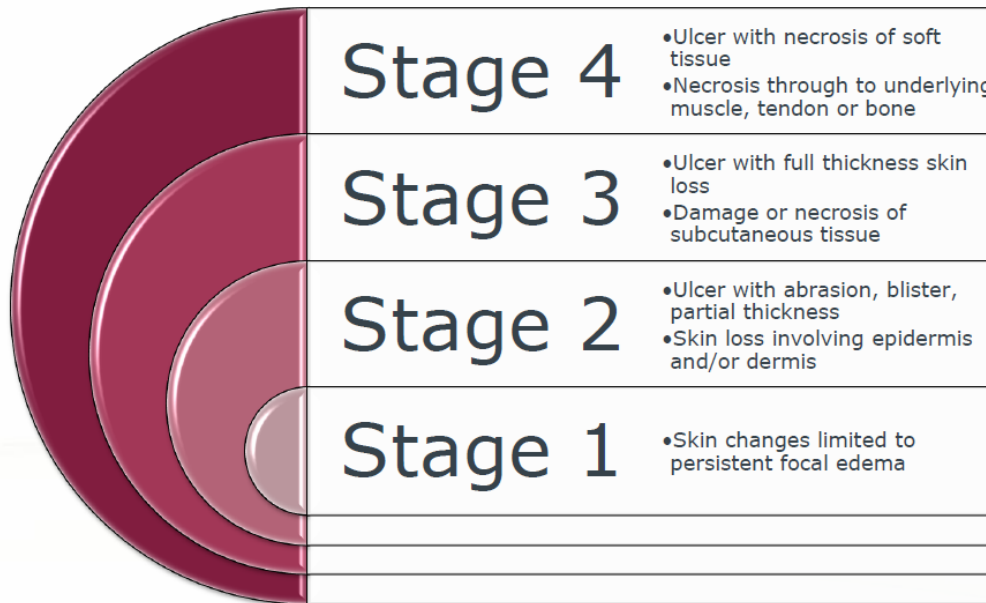 Stage 4
•Ulcer with necrosis of soft
tissue
•Necrosis through to underlying
muscle, tendon or bone
Stage 3
•Ulcer with full thickness skin
loss
•Damage or necrosis of
subcutaneous tissue
Stage 2
•Ulcer with abrasion, blister,
partial thickness
•Skin loss involving epidermis
and/or dermis
Stage 1
•Skin changes limited to
persistent focal edema